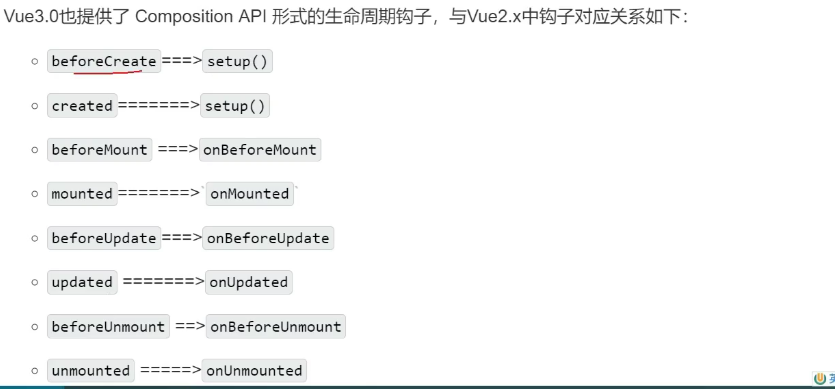 Vue3.0也提供了 Composition API 形式的生命周期钩子，与Vue2.x中钩子对应关系如下：
beforeCreate===>setup()
created=======>setup()
beforeMount ===>onBeforeMount
mounted=======>`onMounted`
beforeUpdate===>onBeforeUpdate
updated =======>onUpdated
beforeUnmount ==>onBeforeUnmount
unmounted =====>onUnmounted